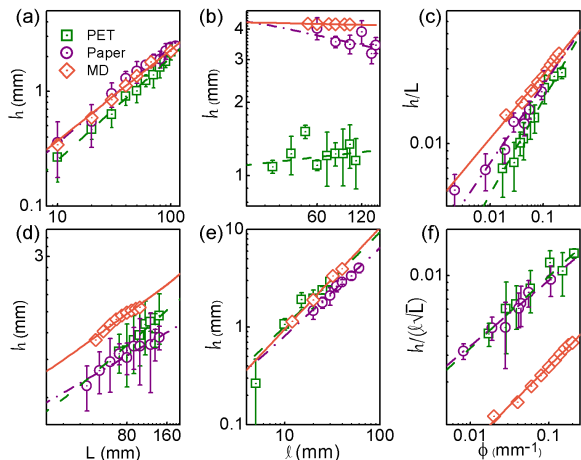 (a)
PET
Paper
MD
h (mm)
1
0.1
10
100
(b)
h (mm)
4
2
1
60
120
(c)
h/L
0.01
0.01
0.1
(d)
h (mm)
3
80
160
L (mm)
(e)
h (mm)
10
1
0.1
10
100
ℓ (mm)
(f)
h/(ℓ√L)
0.01
0.01
0.1
ϕ (mm⁻¹)